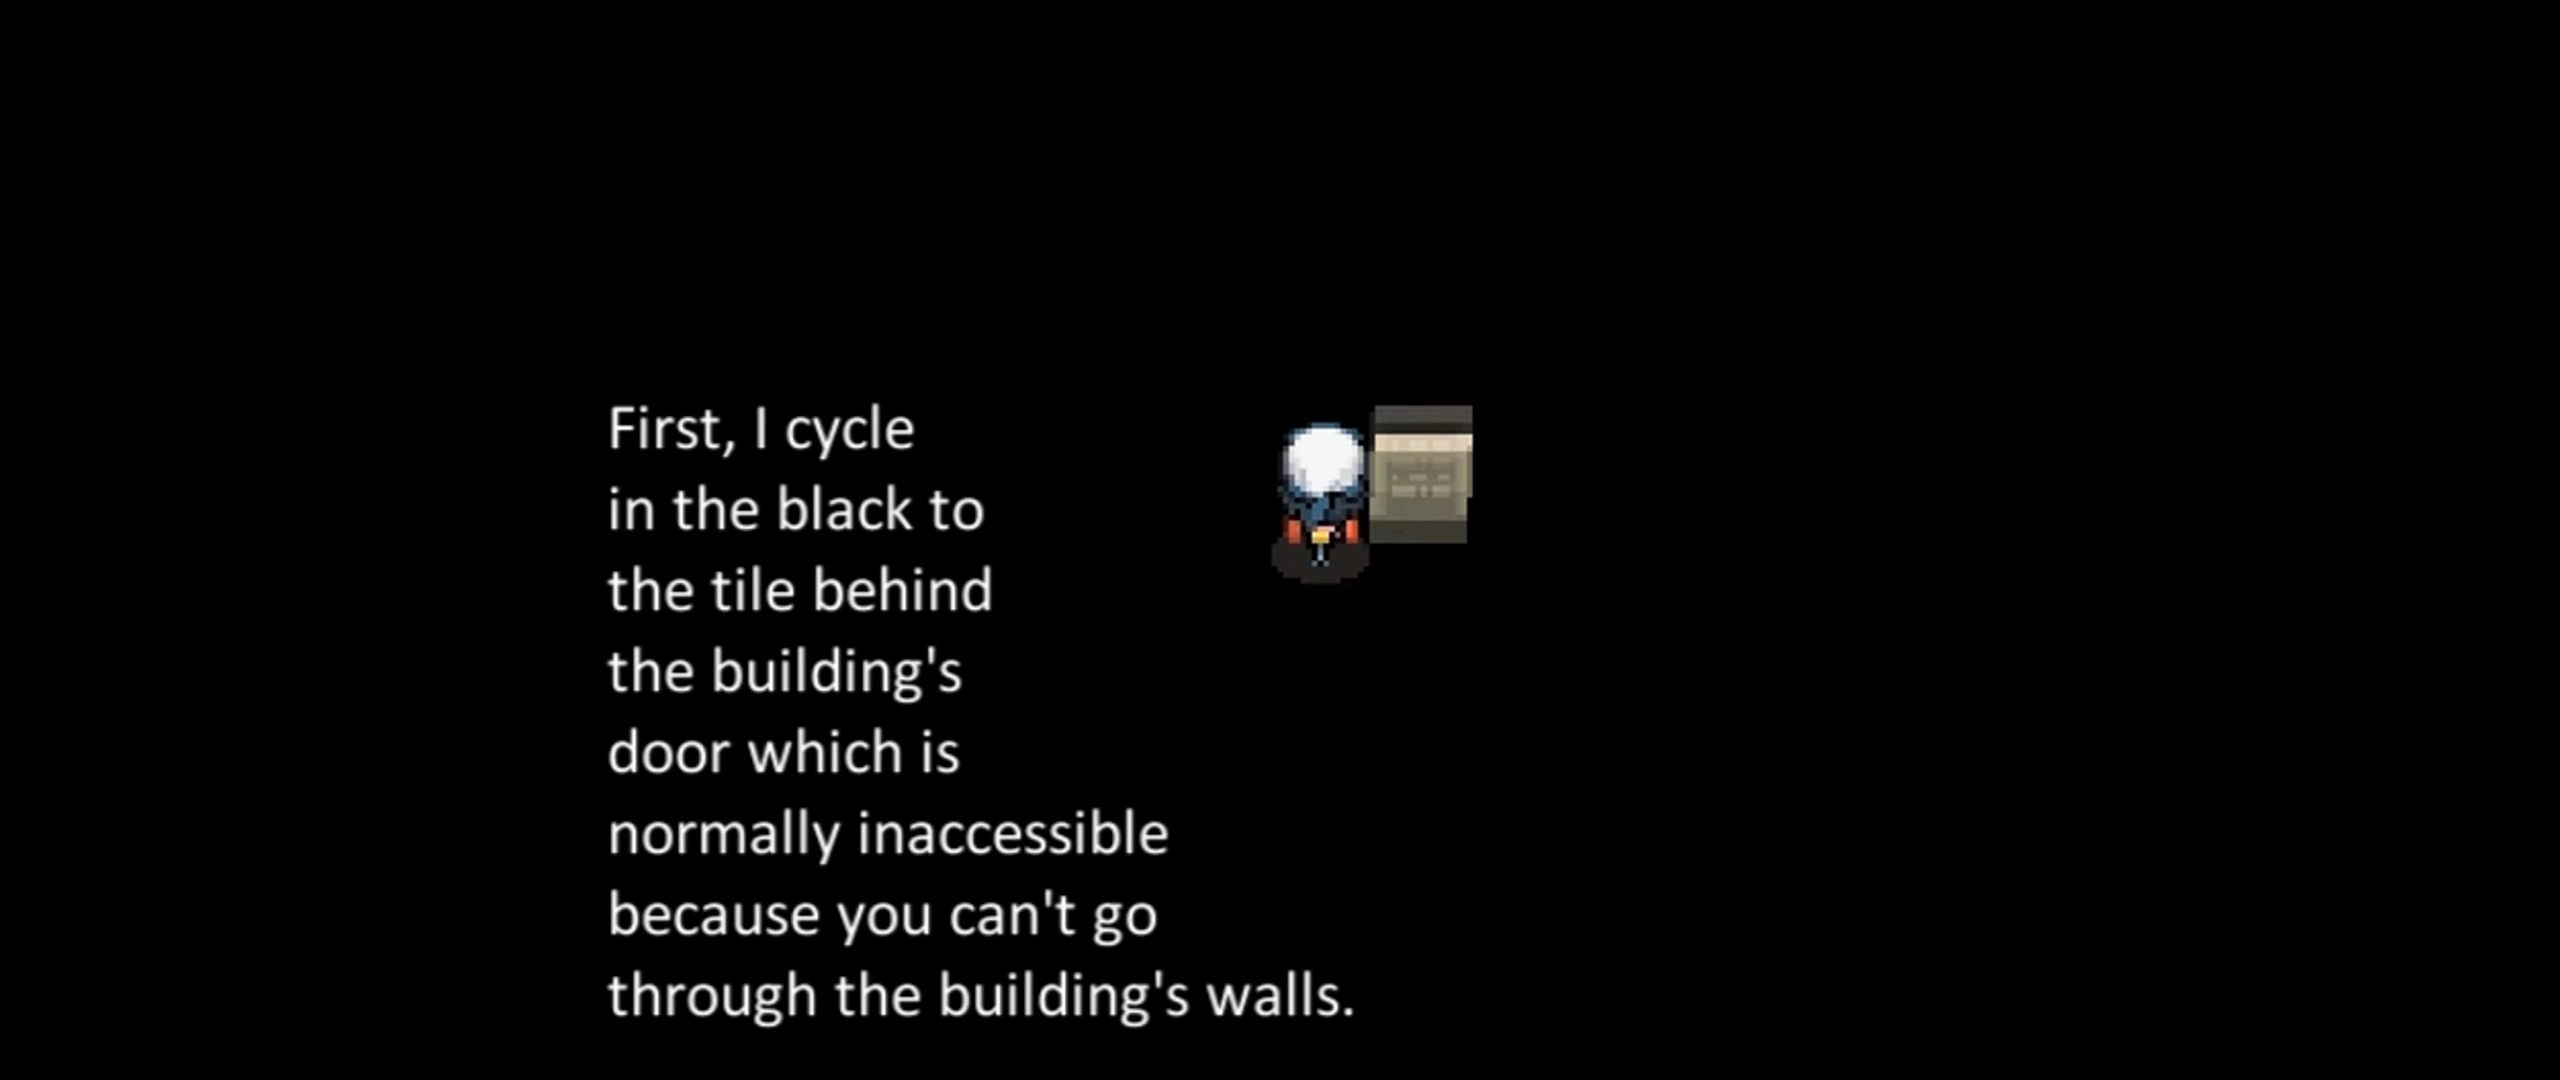 First, I cycle
in the black to
the tile behind
the building's
door which is
normally inaccessible
because you can't go
through the building's walls.